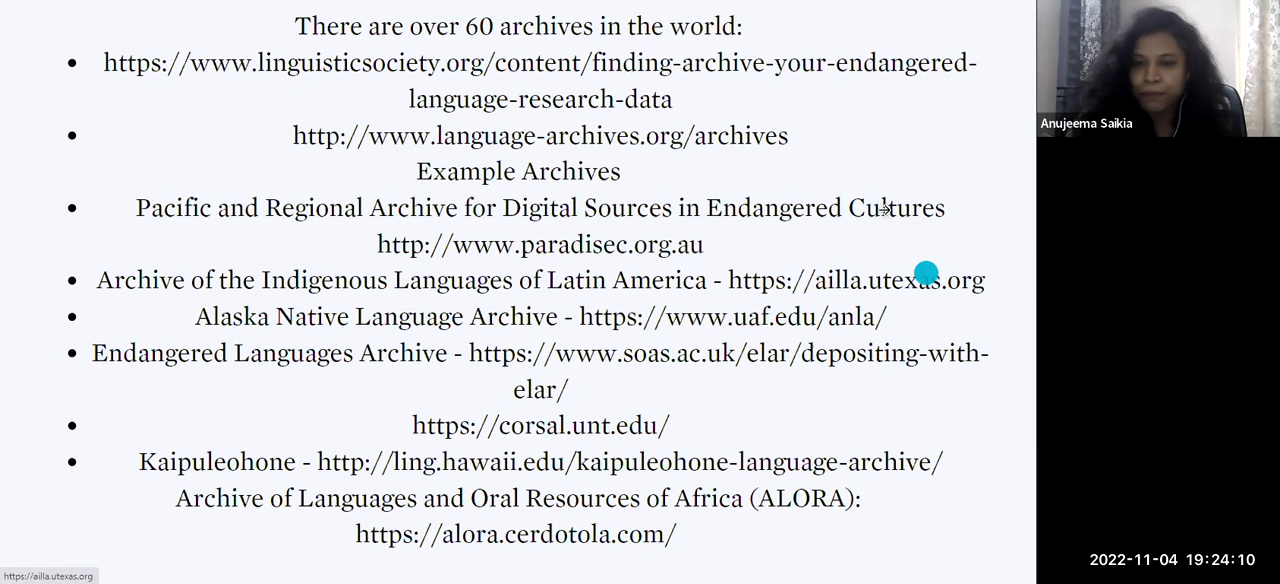 There are over 60 archives in the world:
https://www.linguisticsociety.org/content/finding-archive-your-endangered-
language-research-data
http://www.language-archives.org/archives
Example Archives
Pacific and Regional Archive for Digital Sources in Endangered Cultures
http://www.paradisec.org.au
Archive of the Indigenous Languages of Latin America - https://ailla.utexas.org
Alaska Native Language Archive - https://www.uaf.edu/anla/
Endangered Languages Archive - https://www.soas.ac.uk/elar/depositing-with-
elar/
https://corsal.unt.edu/
Kaipuleohone - http://ling.hawaii.edu/kaipuleohone-language-archive/
Archive of Languages and Oral Resources of Africa (ALORA):
https://alora.cerdotola.com/
https://ailla.utexas.org
Anujeema Saikia
2022-11-04 19:24:10